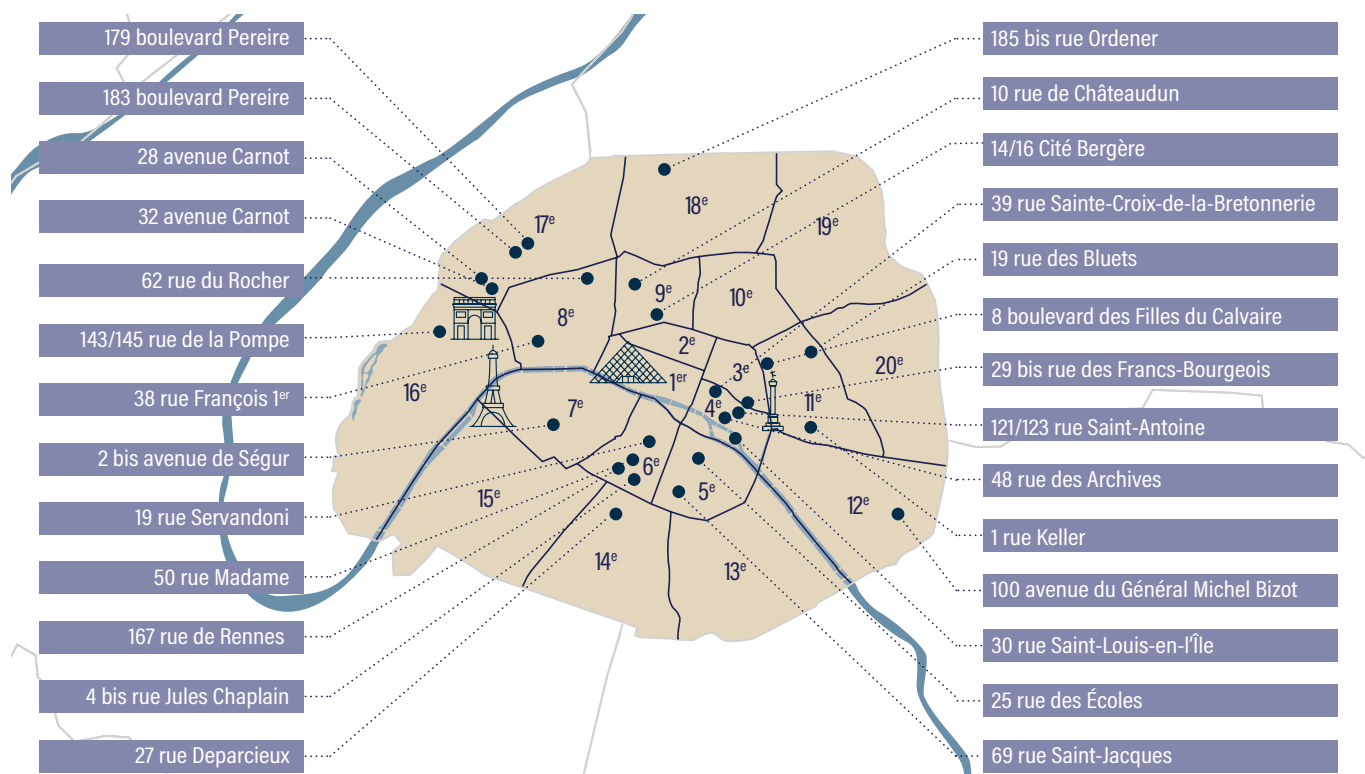 179 boulevard Pereire
183 boulevard Pereire
28 avenue Carnot
32 avenue Carnot
62 rue du Rocher
143/145 rue de la Pompe
38 rue François 1er
2 bis avenue de Ségur
19 rue Servandoni
50 rue Madame
167 rue de Rennes
4 bis rue Jules Chaplain
27 rue Deparcieux
18e
17e
19e
9e
10e
8e
2e
3e
20e
1er
16e
4e
11e
7e
6e
5e
15e
12e
14e
13e
185 bis rue Ordener
10 rue de Châteaudun
14/16 Cité Bergère
39 rue Sainte-Croix-de-la-Bretonnerie
19 rue des Bluets
8 boulevard des Filles du Calvaire
29 bis rue des Francs-Bourgeois
121/123 rue Saint-Antoine
48 rue des Archives
1 rue Keller
100 avenue du Général Michel Bizot
30 rue Saint-Louis-en-l'Île
25 rue des Écoles
69 rue Saint-Jacques